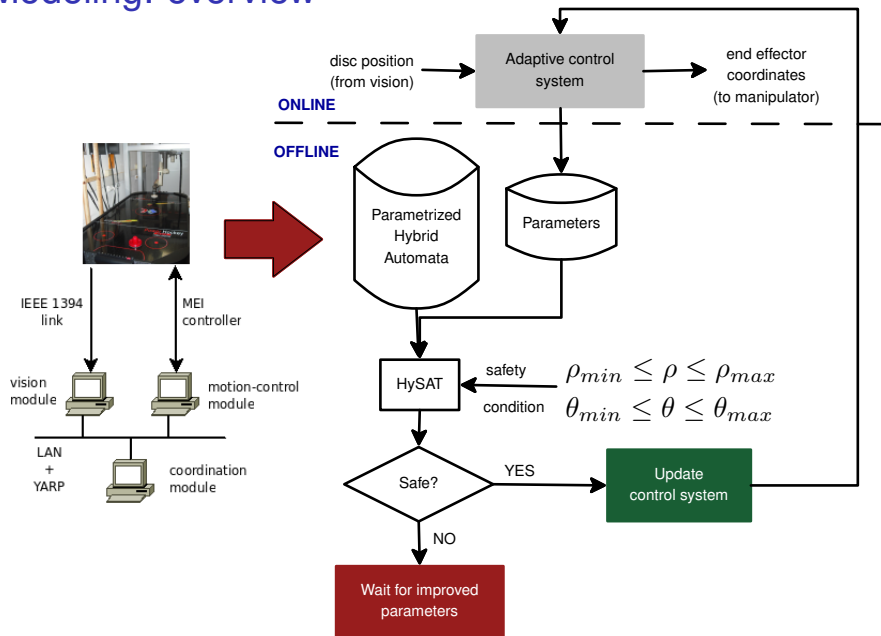 Modeling: overview
disc position
(from vision)
Adaptive control
system
end effector
coordinates
(to manipulator)
ONLINE
OFFLINE
Parametrized
Hybrid
Automata
Parameters
IEEE 1394
link
MEI
controller
vision
module
motion-control
module
LAN
+
YARP
coordination
module
HySAT
safety
condition
ρ_min ≤ ρ ≤ ρ_max
θ_min ≤ θ ≤ θ_max
Safe?
YES
Update
control system
NO
Wait for improved
parameters